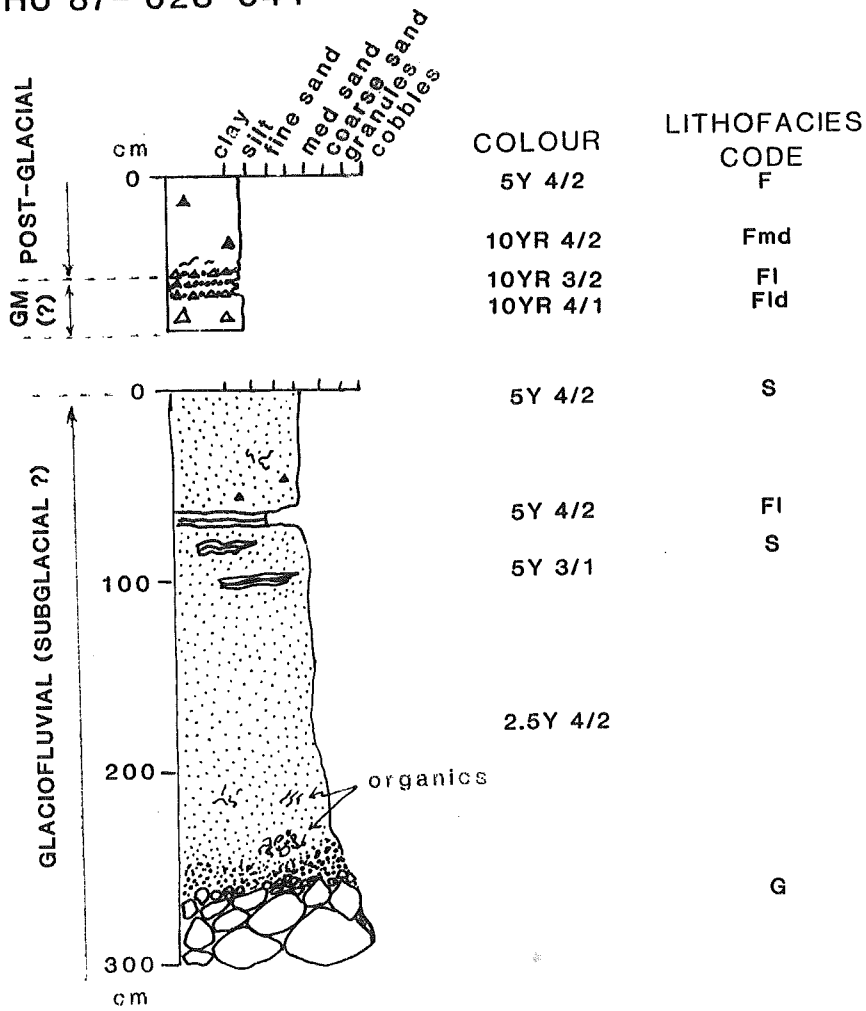 clay
silt
fine sand
med sand
coarse sand
granules
cobbles
COLOUR
LITHOFACIES
CODE
cm
POST-GLACIAL
GM
(?)
0
5Y 4/2 F
10YR 4/2 Fmd
10YR 3/2 Fl
10YR 4/1 Fld
0
5Y 4/2 S
5Y 4/2 Fl
S
100
5Y 3/1
GLACIOFLUVIAL (SUBGLACIAL ?)
2.5Y 4/2
200
organics
G
300
cm